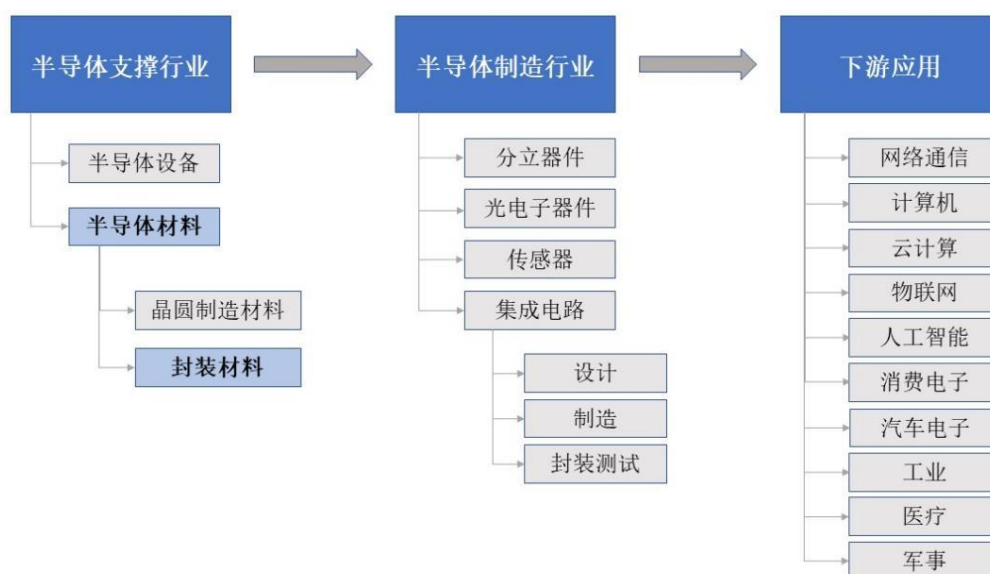 半导体支撑行业
半导体设备
半导体材料
晶圆制造材料
封装材料
半导体制造行业
分立器件
光电子器件
传感器
集成电路
设计
制造
封装测试
下游应用
网络通信
计算机
云计算
物联网
人工智能
消费电子
汽车电子
工业
医疗
军事